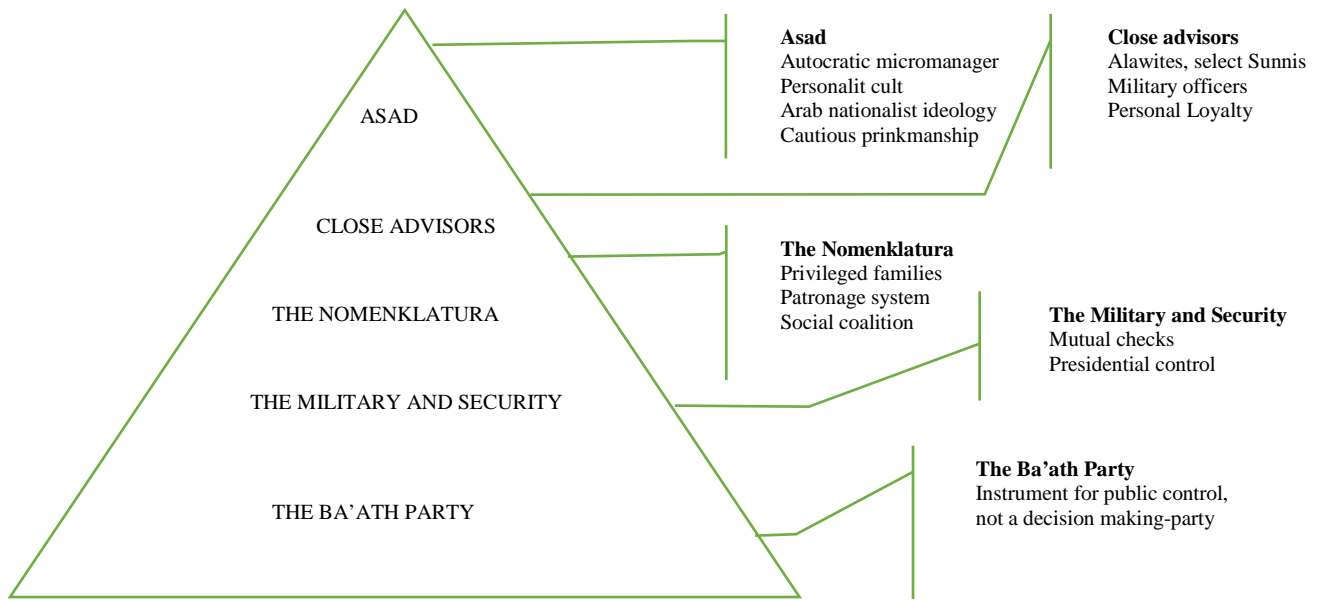 ASAD
CLOSE ADVISORS
THE NOMENKLATURA
THE MILITARY AND SECURITY
THE BA’ATH PARTY
Asad
Autocratic micromanager
Personalit cult
Arab nationalist ideology
Cautious prinkmanship
Close advisors
Alawites, select Sunnis
Military officers
Personal Loyalty
The Nomenklatura
Privileged families
Patronage system
Social coalition
The Military and Security
Mutual checks
Presidential control
The Ba’ath Party
Instrument for public control,
not a decision making-party